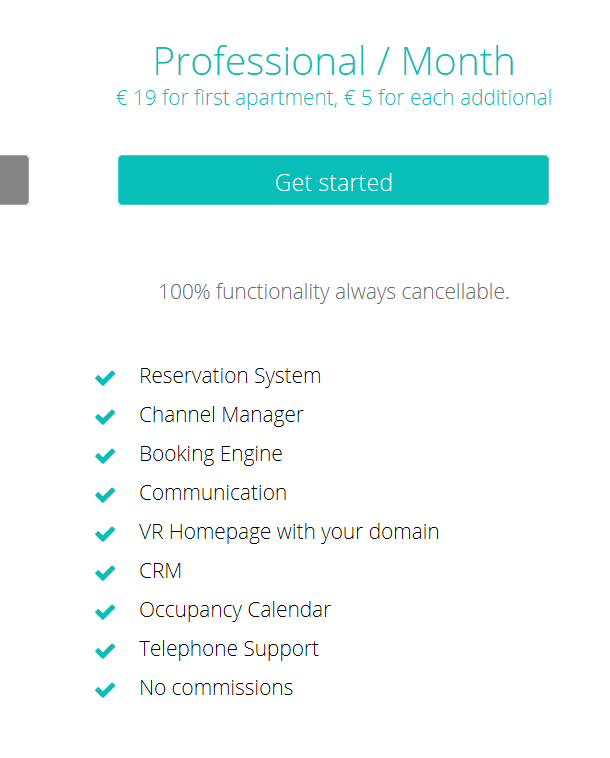 Professional / Month
€ 19 for first apartment, € 5 for each additional
Get started
100% functionality always cancellable.
Reservation System
Channel Manager
Booking Engine
Communication
VR Homepage with your domain
CRM
Occupancy Calendar
Telephone Support
No commissions